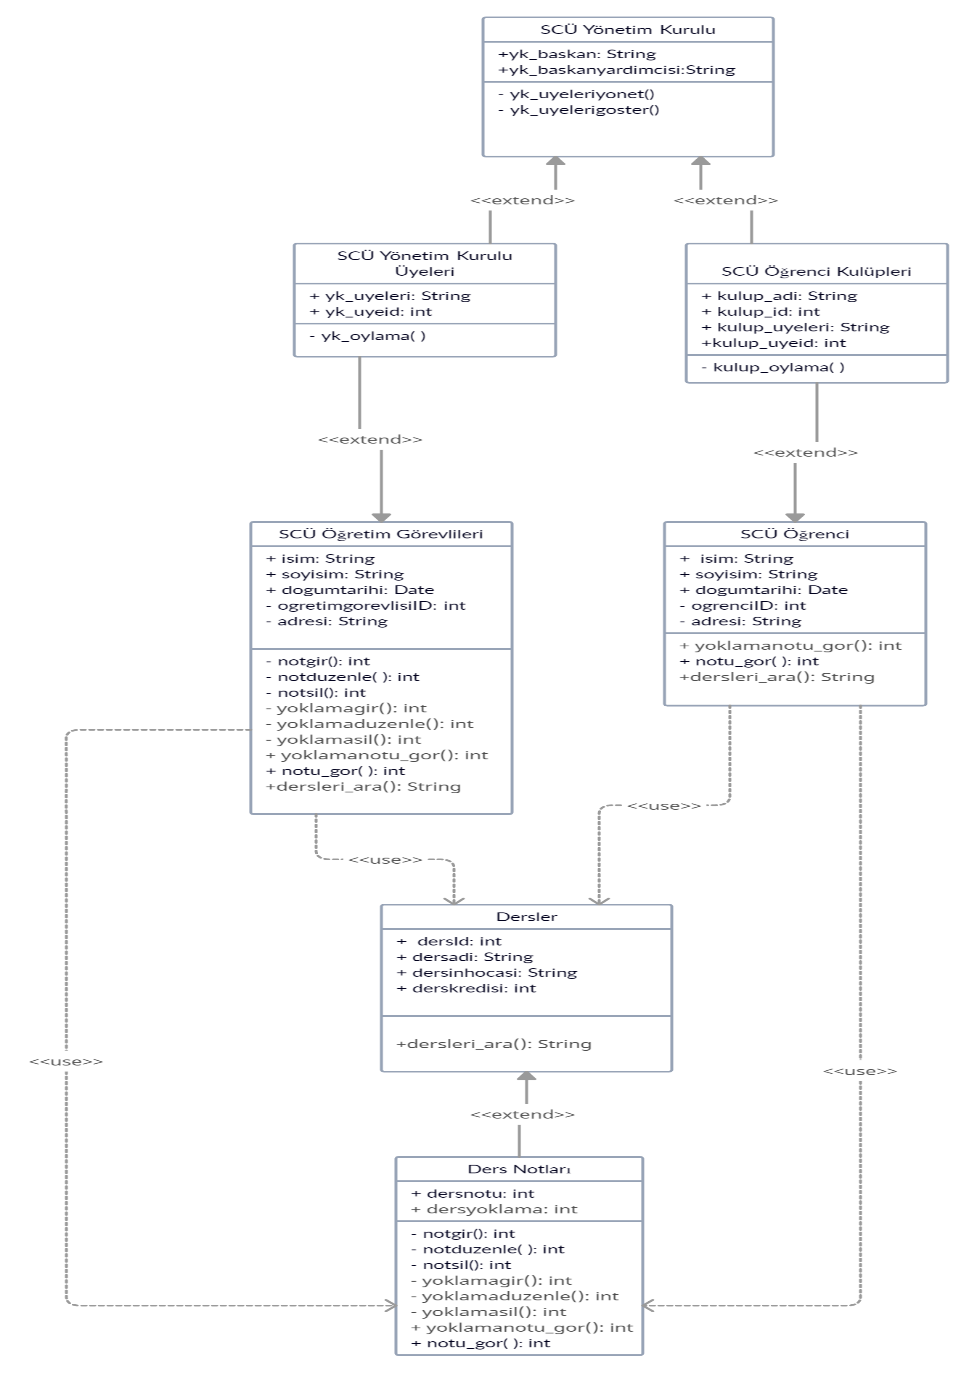 SCÜ Yönetim Kurulu
+yk_baskan: String
+yk_baskanyardimcisi:String
- yk_uyeleriyonet()
- yk_uyelerigoster()
<<extend>>
<<extend>>
SCÜ Yönetim Kurulu
Üyeleri
+ yk_uyeleri: String
+ yk_uyeid: int
- yk_oylama( )
SCÜ Öğrenci Kulüpleri
+ kulup_adi: String
+ kulup_id: int
+ kulup_uyeleri: String
+kulup_uyeid: int
- kulup_oylama( )
<<extend>>
<<extend>>
SCÜ Öğretim Görevlileri
+ isim: String
+ soyisim: String
+ dogumtarihi: Date
- ogretimgorevlisiID: int
- adresi: String
- notgir(): int
- notduzenle( ): int
- notsil(): int
- yoklamagir(): int
- yoklamaduzenle(): int
- yoklamasil(): int
+ yoklamanotu_gor(): int
+ notu_gor( ): int
+dersleri_ara(): String
SCÜ Öğrenci
+  isim: String
+ soyisim: String
+ dogumtarihi: Date
- ogrenciID: int
- adresi: String
+ yoklamanotu_gor(): int
+ notu_gor( ): int
+dersleri_ara(): String
<<use>>
<<use>>
Dersler
+  dersId: int
+ dersadi: String
+ dersinhocasi: String
+ derskredisi: int
+dersleri_ara(): String
<<use>>
<<use>>
<<extend>>
Ders Notları
+ dersnotu: int
+ dersyoklama: int
- notgir(): int
- notduzenle( ): int
- notsil(): int
- yoklamagir(): int
- yoklamaduzenle(): int
- yoklamasil(): int
+ yoklamanotu_gor(): int
+ notu_gor( ): int